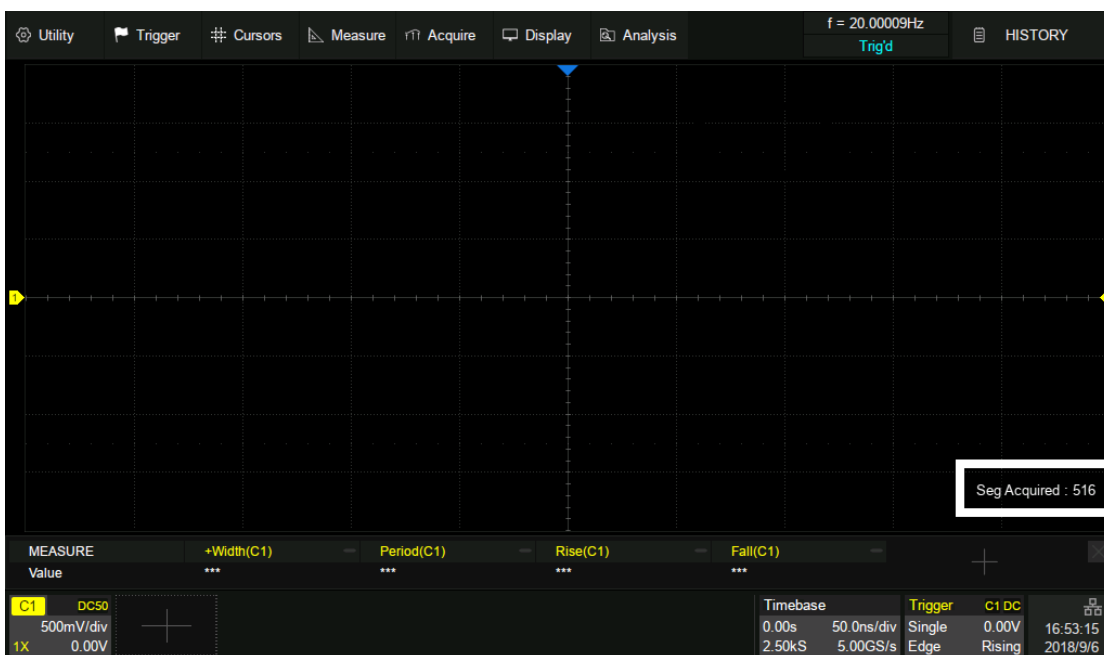 Utility Trigger Cursors Measure Acquire Display Analysis f = 20.00009Hz HISTORY
Trig'd
1
Seg Acquired : 516
MEASURE +Width(C1) Period(C1) Rise(C1) Fall(C1)
Value *** *** *** ***
C1 DC50 Timebase Trigger C1 DC
500mV/div 0.00s 50.0ns/div Single 0.00V 16:53:15
1X 0.00V 2.50kS 5.00GS/s Edge Rising 2018/9/6